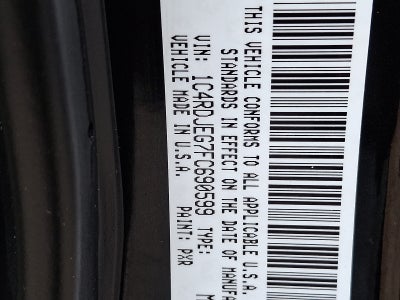 THIS VEHICLE CONFORMS TO ALL APPLICABLE U.S.A.
STANDARDS IN EFFECT ON THE DATE OF
VIN: 1C4RDJEG7FC690599 TYPE:
VEHICLE MADE IN U.S.A. PAINT: PXR